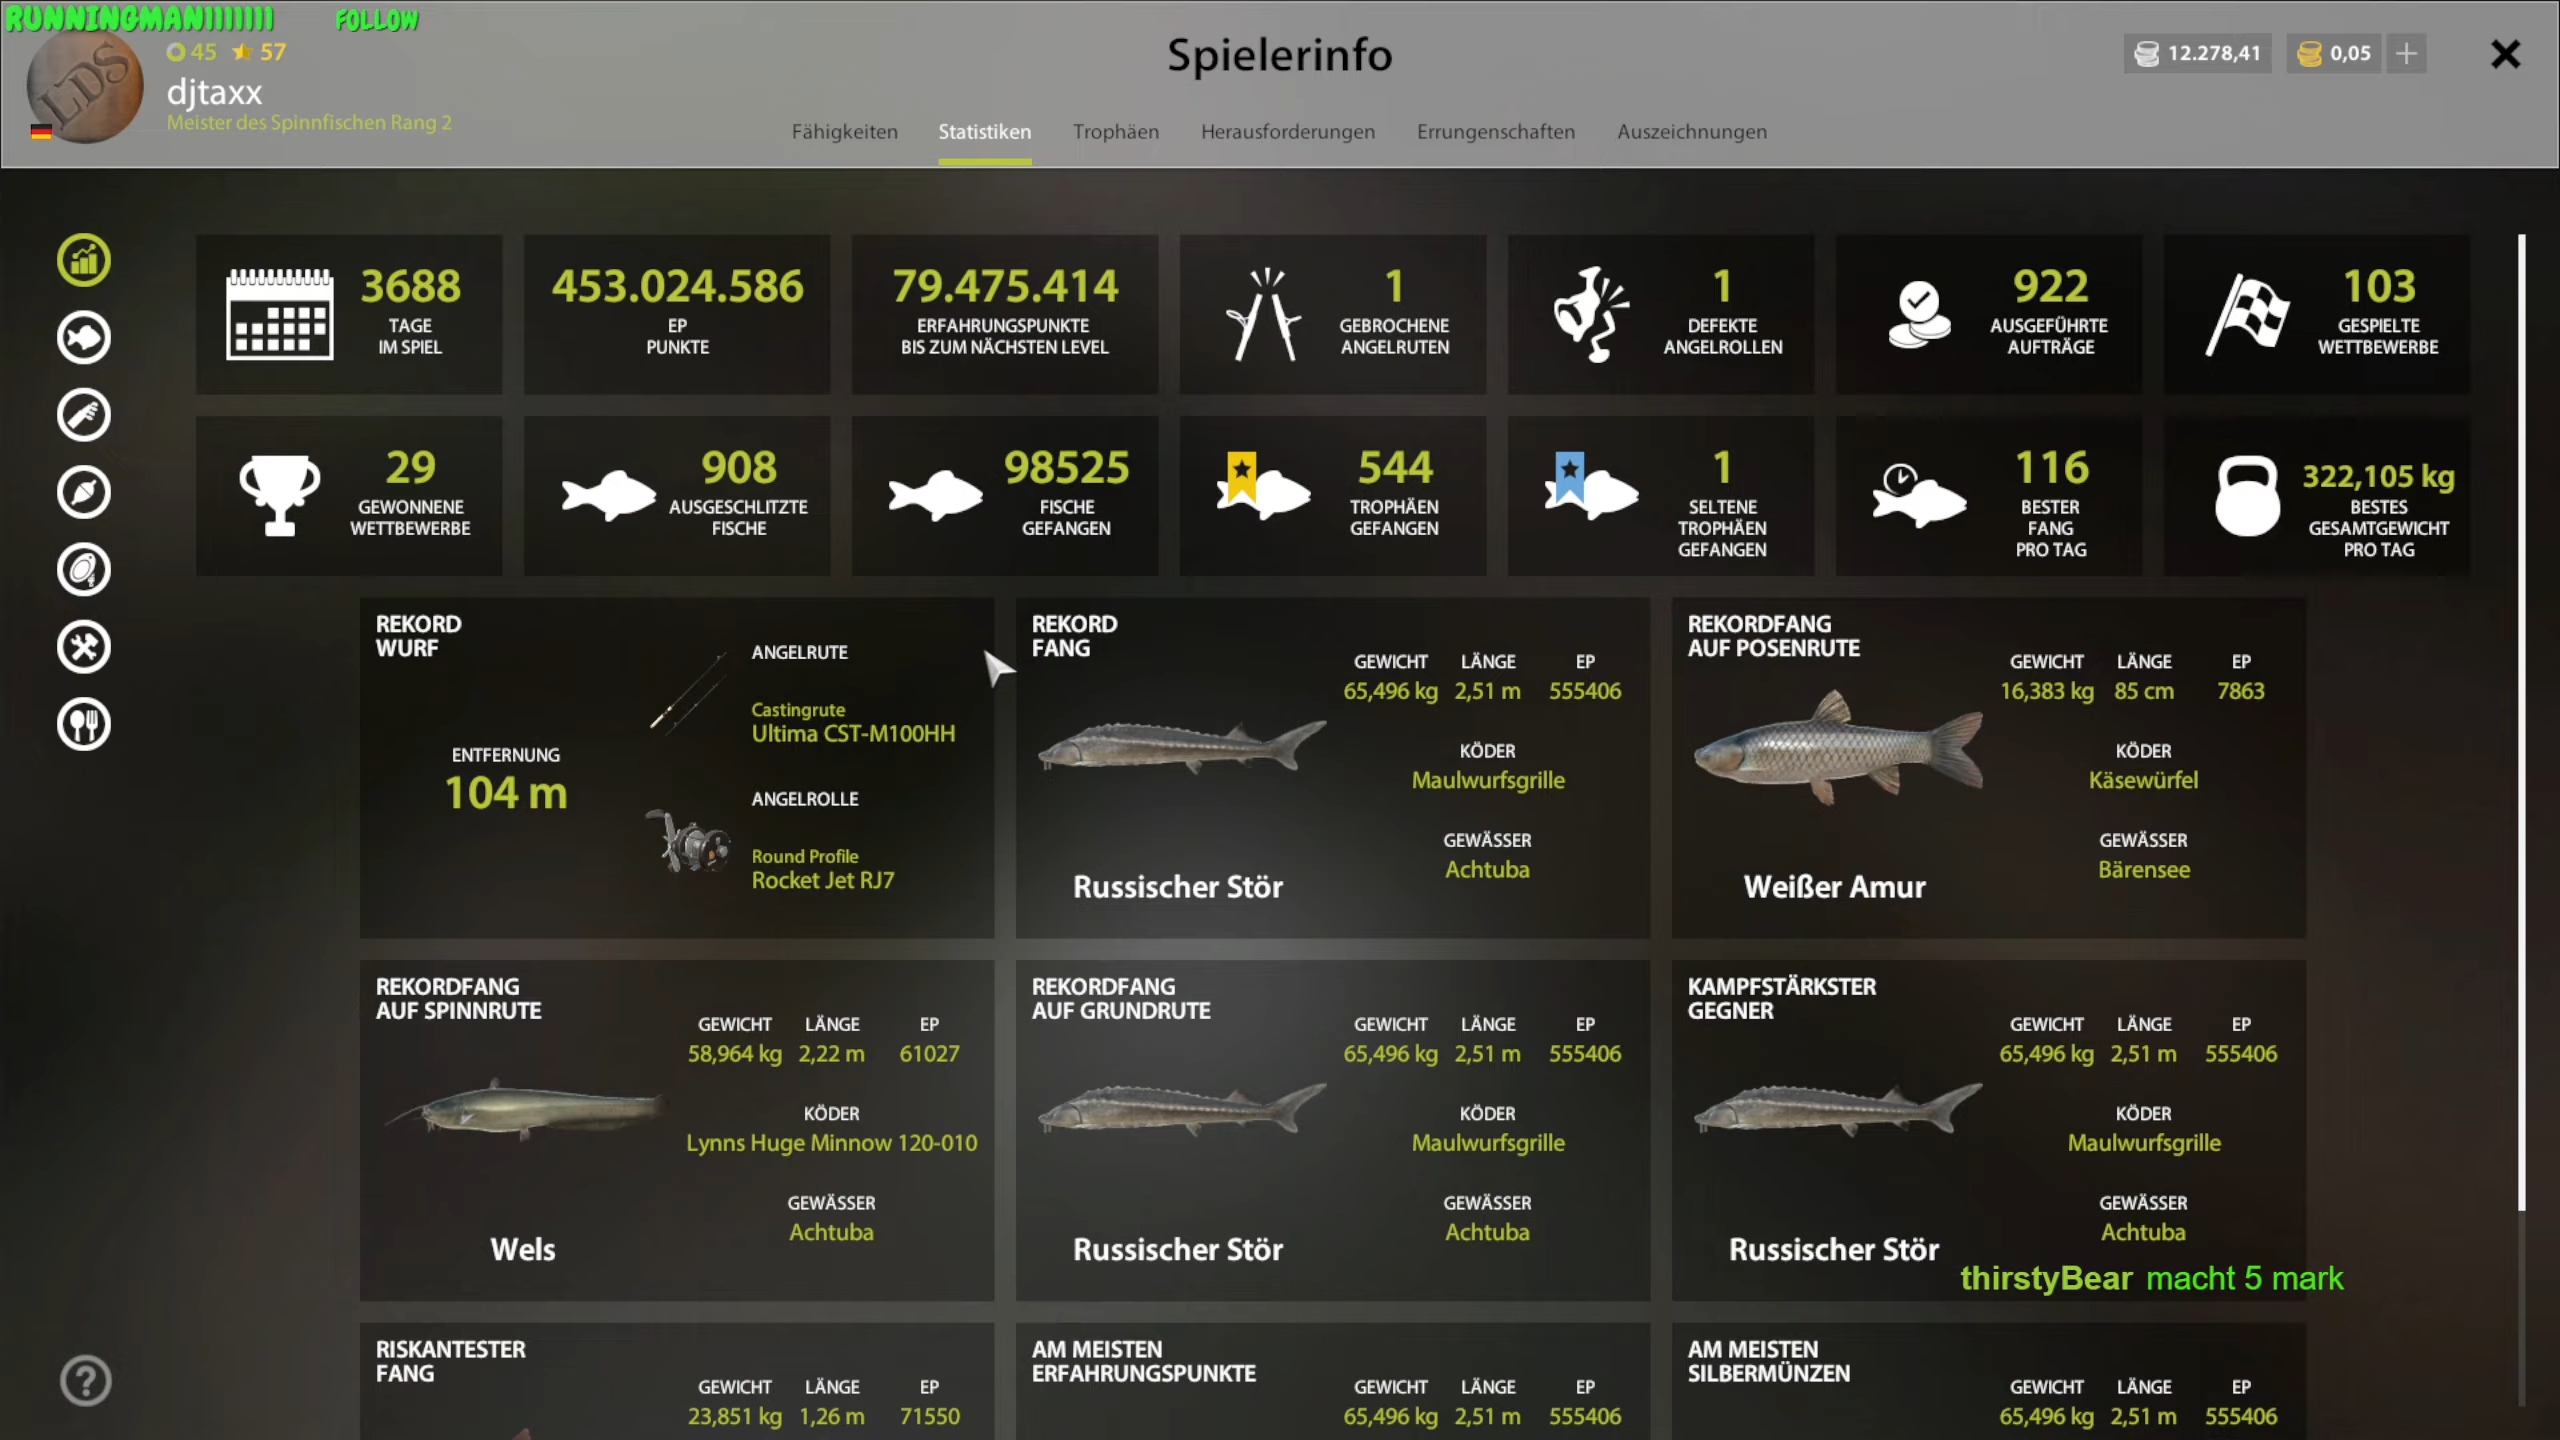 RUNNINGMAN1111111 FOLLOW
45 57
LDS
djtaxx
Meister des Spinnfischen Rang 2
Spielerinfo
12.278,41 0,05
Fähigkeiten Statistiken Trophäen Herausforderungen Errungenschaften Auszeichnungen
3688
TAGE
IM SPIEL
453.024.586
EP
PUNKTE
79.475.414
ERFAHRUNGSPUNKTE
BIS ZUM NÄCHSTEN LEVEL
1
GEBROCHENE
ANGELRUTEN
1
DEFEKTE
ANGELROLLEN
922
AUSGEFÜHRTE
AUFTRÄGE
103
GESPIELTE
WETTBEWERBE
29
GEWONNENE
WETTBEWERBE
908
AUSGESCHLITZTE
FISCHE
98525
FISCHE
GEFANGEN
544
TROPHÄEN
GEFANGEN
1
SELTENE
TROPHÄEN
GEFANGEN
116
BESTER
FANG
PRO TAG
322,105 kg
BESTES
GESAMTGEWICHT
PRO TAG
REKORD
WURF
ENTFERNUNG
104 m
ANGELRUTE
Castingrute
Ultima CST-M100HH
ANGELROLLE
Round Profile
Rocket Jet RJ7
REKORD
FANG
GEWICHT LÄNGE EP
65,496 kg 2,51 m 555406
KÖDER
Maulwurfsgrille
GEWÄSSER
Achtuba
Russischer Stör
REKORDFANG
AUF POSENRUTE
GEWICHT LÄNGE EP
16,383 kg 85 cm 7863
KÖDER
Käsewürfel
GEWÄSSER
Bärensee
Weißer Amur
REKORDFANG
AUF SPINNRUTE
GEWICHT LÄNGE EP
58,964 kg 2,22 m 61027
KÖDER
Lynns Huge Minnow 120-010
GEWÄSSER
Achtuba
Wels
REKORDFANG
AUF GRUNDRUTE
GEWICHT LÄNGE EP
65,496 kg 2,51 m 555406
KÖDER
Maulwurfsgrille
GEWÄSSER
Achtuba
Russischer Stör
KAMPFSTÄRKSTER
GEGNER
GEWICHT LÄNGE EP
65,496 kg 2,51 m 555406
KÖDER
Maulwurfsgrille
GEWÄSSER
Achtuba
Russischer Stör
thirstyBear macht 5 mark
RISKANTESTER
FANG
GEWICHT LÄNGE EP
23,851 kg 1,26 m 71550
AM MEISTEN
ERFAHRUNGSPUNKTE
GEWICHT LÄNGE EP
65,496 kg 2,51 m 555406
AM MEISTEN
SILBERMÜNZEN
GEWICHT LÄNGE EP
65,496 kg 2,51 m 555406
?